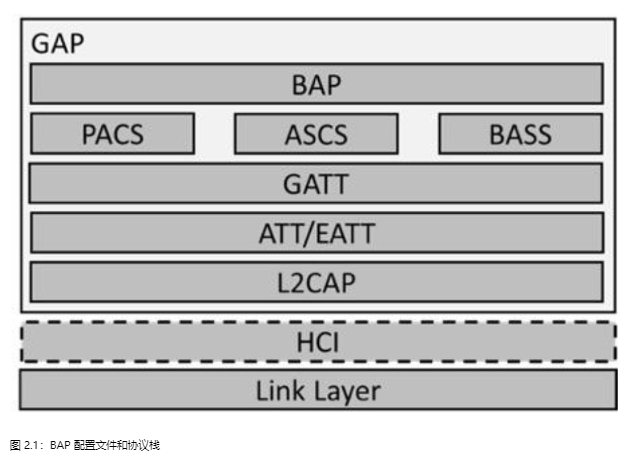 GAP
BAP
PACS ASCS BASS
GATT
ATT/EATT
L2CAP
HCI
Link Layer
图 2.1：BAP 配置文件和协议栈